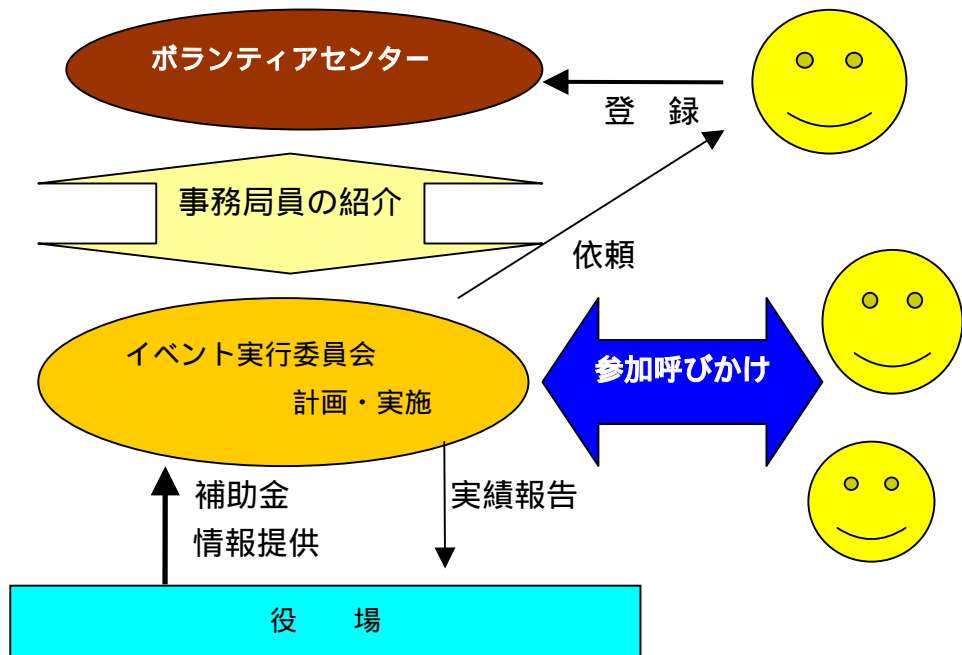 ボランティアセンター
登　録
事務局員の紹介
依頼
イベント実行委員会
計画・実施
参加呼びかけ
補助金
情報提供
実績報告
役　　場